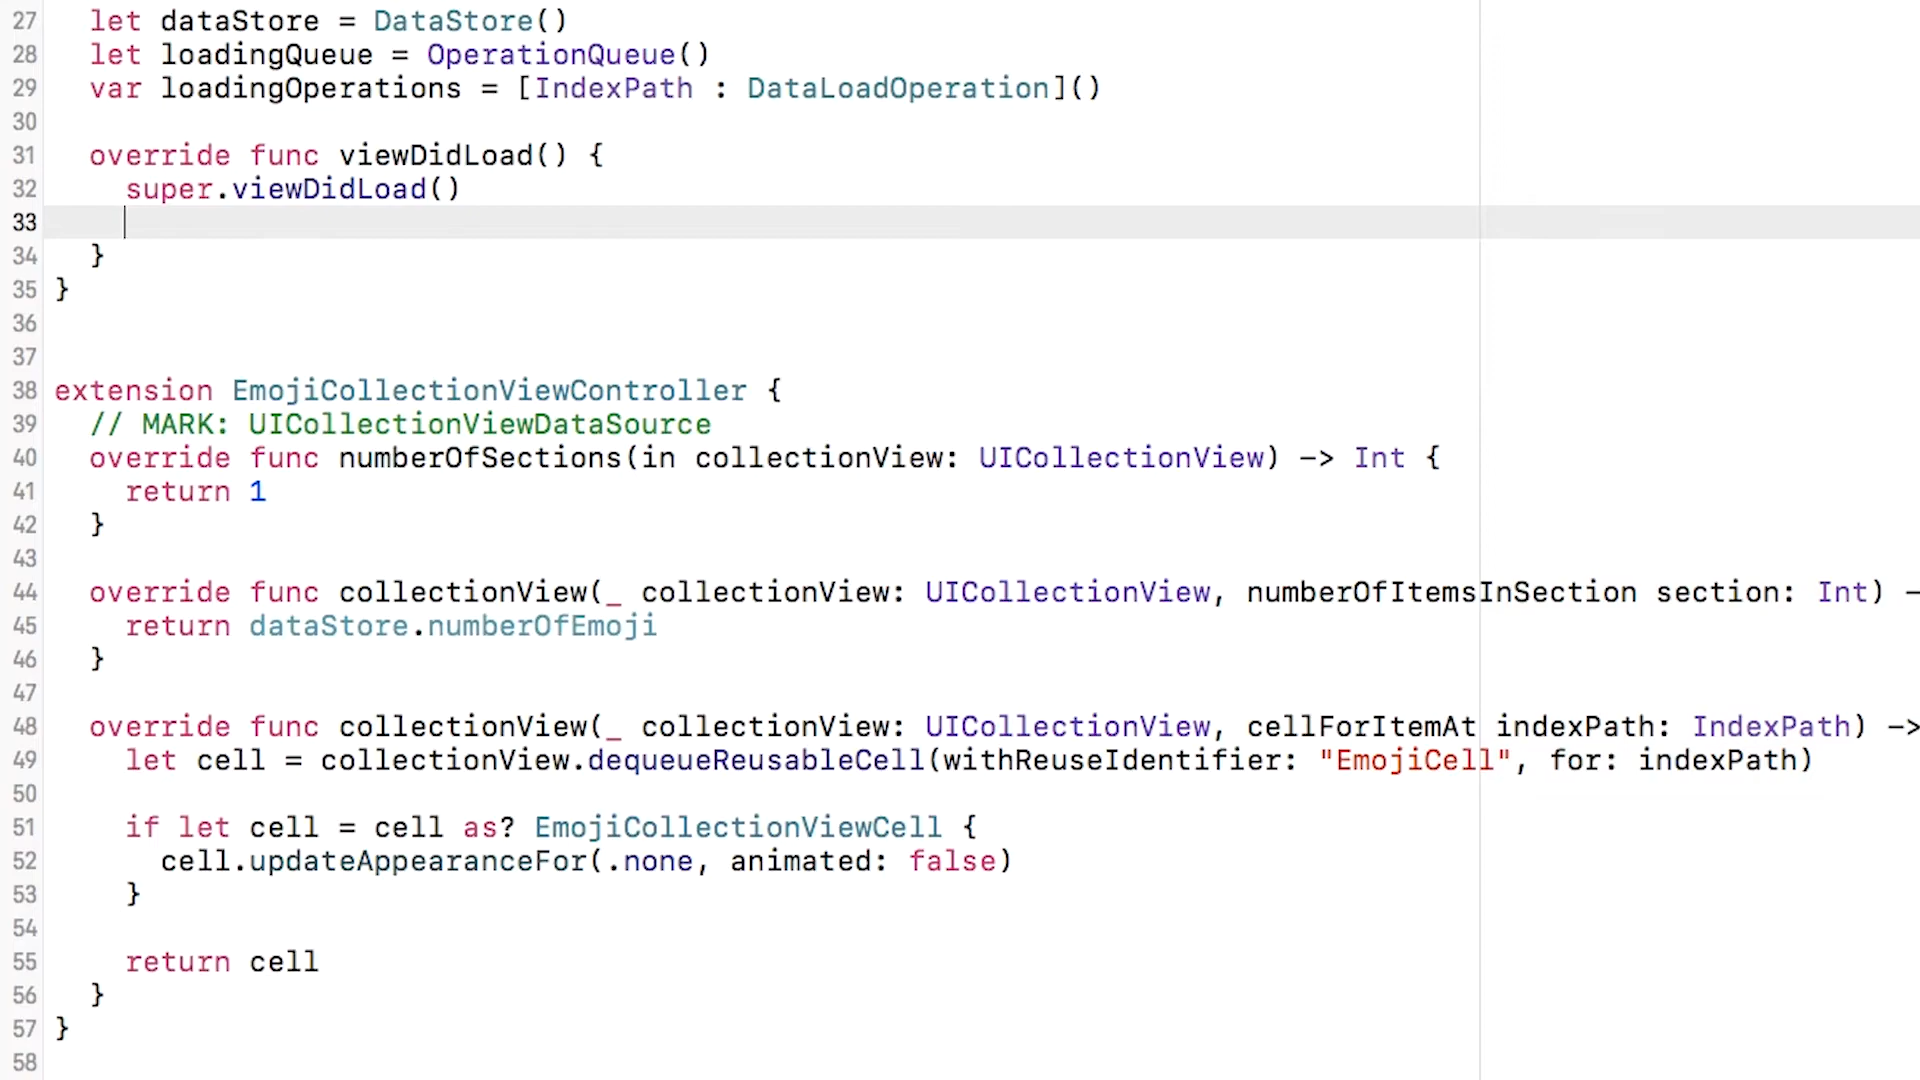 27 let dataStore = DataStore()
28 let loadingQueue = OperationQueue()
29 var loadingOperations = [IndexPath : DataLoadOperation]()
30
31 override func viewDidLoad() {
32 super.viewDidLoad()
33
34 }
35 }
36
37
38 extension EmojiCollectionViewController {
39 // MARK: UICollectionViewDataSource
40 override func numberOfSections(in collectionView: UICollectionView) -> Int {
41 return 1
42 }
43
44 override func collectionView(_ collectionView: UICollectionView, numberOfItemsInSection section: Int) -
45 return dataStore.numberOfEmoji
46 }
47
48 override func collectionView(_ collectionView: UICollectionView, cellForItemAt indexPath: IndexPath) ->
49 let cell = collectionView.dequeueReusableCell(withReuseIdentifier: "EmojiCell", for: indexPath)
50
51 if let cell = cell as? EmojiCollectionViewCell {
52 cell.updateAppearanceFor(.none, animated: false)
53 }
54
55 return cell
56 }
57 }
58